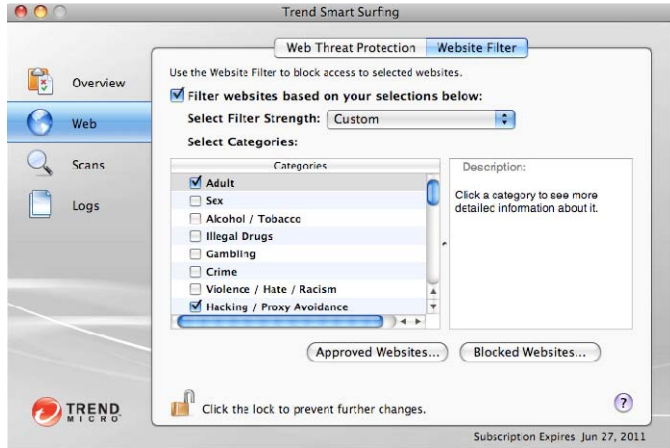 Trend Smart Surfing
Web Threat Protection
Website Filter
Overview
Web
Scans
Logs
Use the Website Filter to block access to selected websites.
Filter websites based on your selections below:
Select Filter Strength: Custom
Select Categories:
Categories
Adult
Sex
Alcohol / Tobacco
Illegal Drugs
Gambling
Crime
Violence / Hate / Racism
Hacking / Proxy Avoidance
Description:
Click a category to see more
detailed information about it.
Approved Websites...
Blocked Websites...
Click the lock to prevent further changes.
?
TREND
MICRO
Subscription Expires Jun 27, 2011